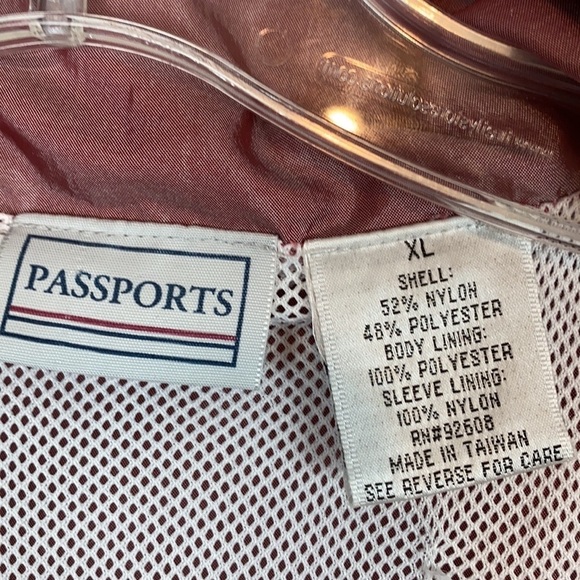 PASSPORTS
XL
SHELL:
52% NYLON
48% POLYESTER
BODY LINING:
100% POLYESTER
SLEEVE LINING:
100% NYLON
RN#92608
MADE IN TAIWAN
SEE REVERSE FOR CARE